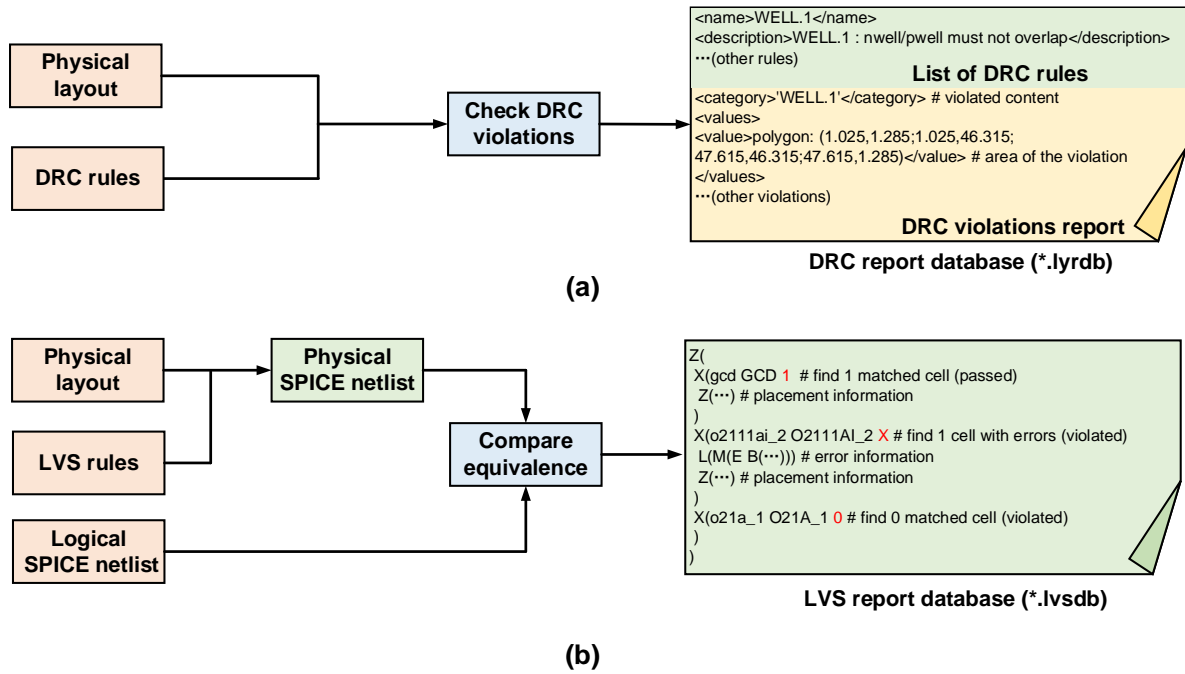 Physical
layout
DRC rules
Check DRC
violations
<name>WELL.1</name>
<description>WELL.1 : nwell/pwell must not overlap</description>
···(other rules)
List of DRC rules
<category>'WELL.1'</category> # violated content
<values>
<value>polygon: (1.025,1.285;1.025,46.315;
47.615,46.315;47.615,1.285)</value> # area of the violation
</values>
···(other violations)
DRC violations report
DRC report database (*.lyrdb)
(a)
Physical
layout
LVS rules
Logical
SPICE netlist
Physical
SPICE netlist
Compare
equivalence
Z(
X(gcd GCD 1 # find 1 matched cell (passed)
Z(···) # placement information
)
X(o2111ai_2 O2111AI_2 X # find 1 cell with errors (violated)
L(M(E B(···))) # error information
Z(···) # placement information
)
X(o21a_1 O21A_1 0 # find 0 matched cell (violated)
)
)
LVS report database (*.lvsdb)
(b)